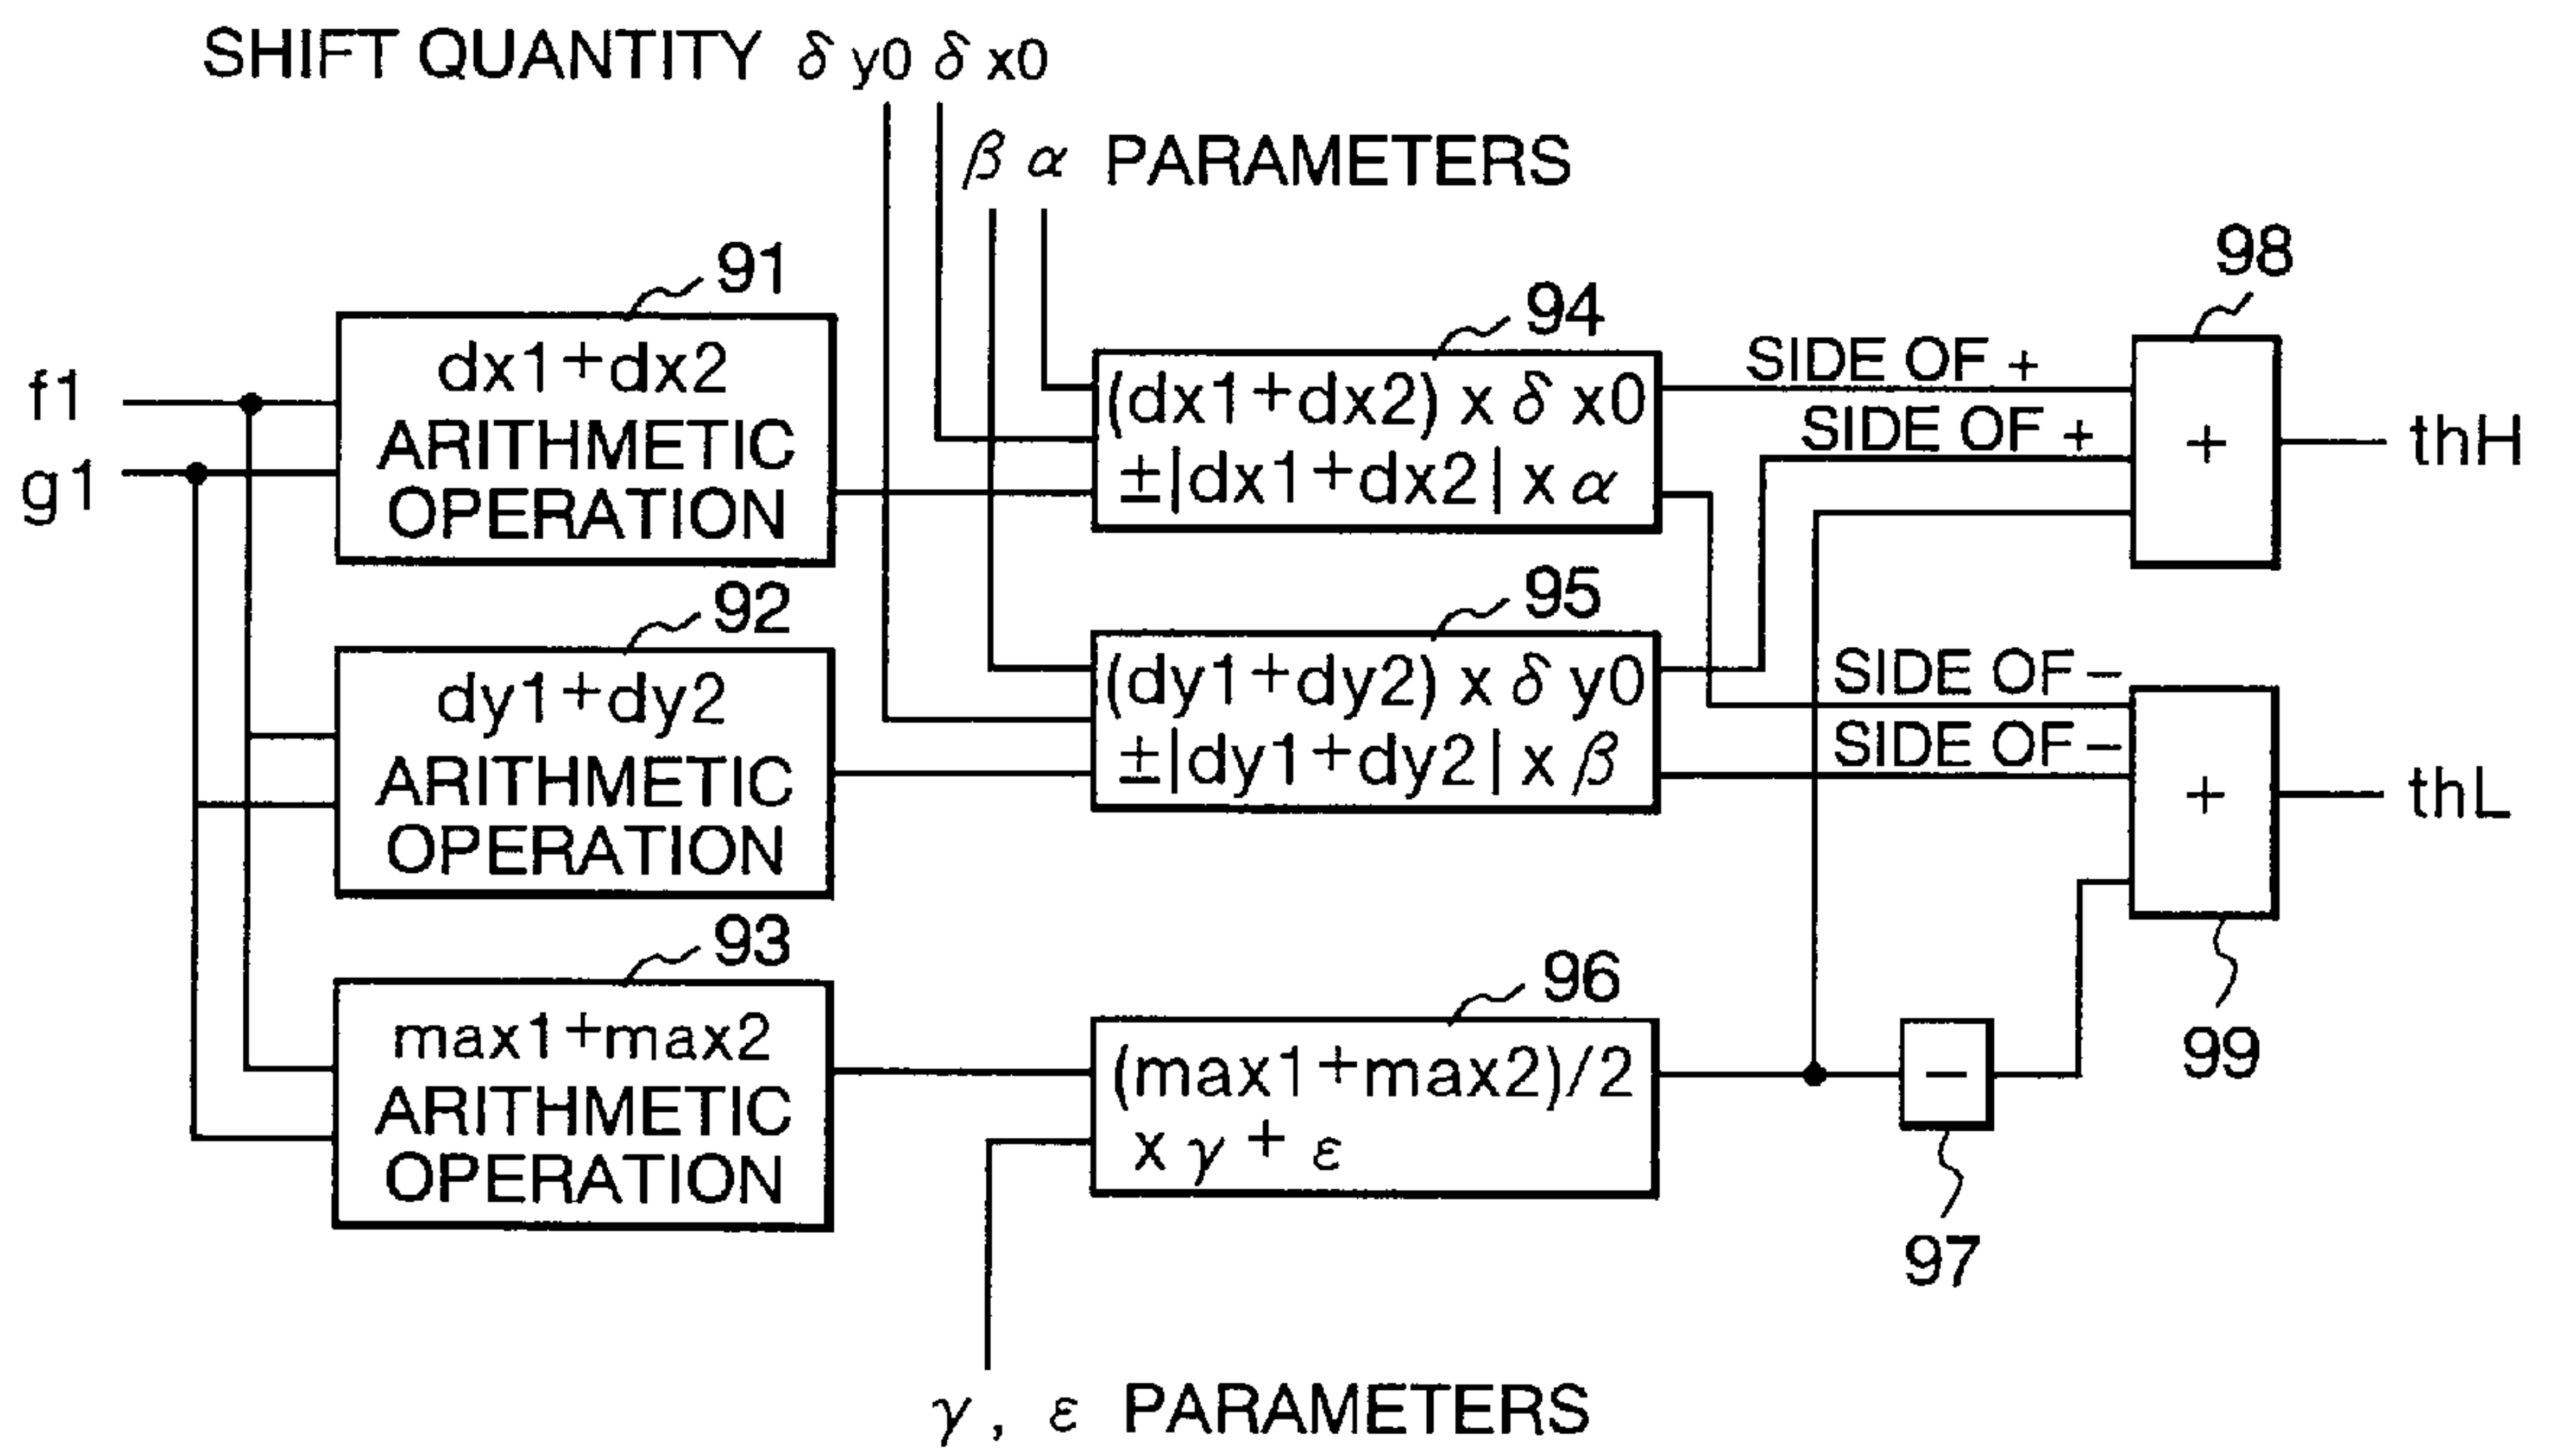 SHIFT QUANTITY δ y0 δ x0
β α PARAMETERS
91
98
94
dx1+dx2
ARITHMETIC
OPERATION
f1
g1
(dx1+dx2) x δ x0
±|dx1+dx2| x α
SIDE OF +
SIDE OF +
+
thH
92
95
dy1+dy2
ARITHMETIC
OPERATION
(dy1+dy2) x δ y0
±|dy1+dy2| x β
SIDE OF −
SIDE OF −
+
thL
93
96
99
max1+max2
ARITHMETIC
OPERATION
(max1+max2)/2
x γ + ε
−
97
γ , ε PARAMETERS